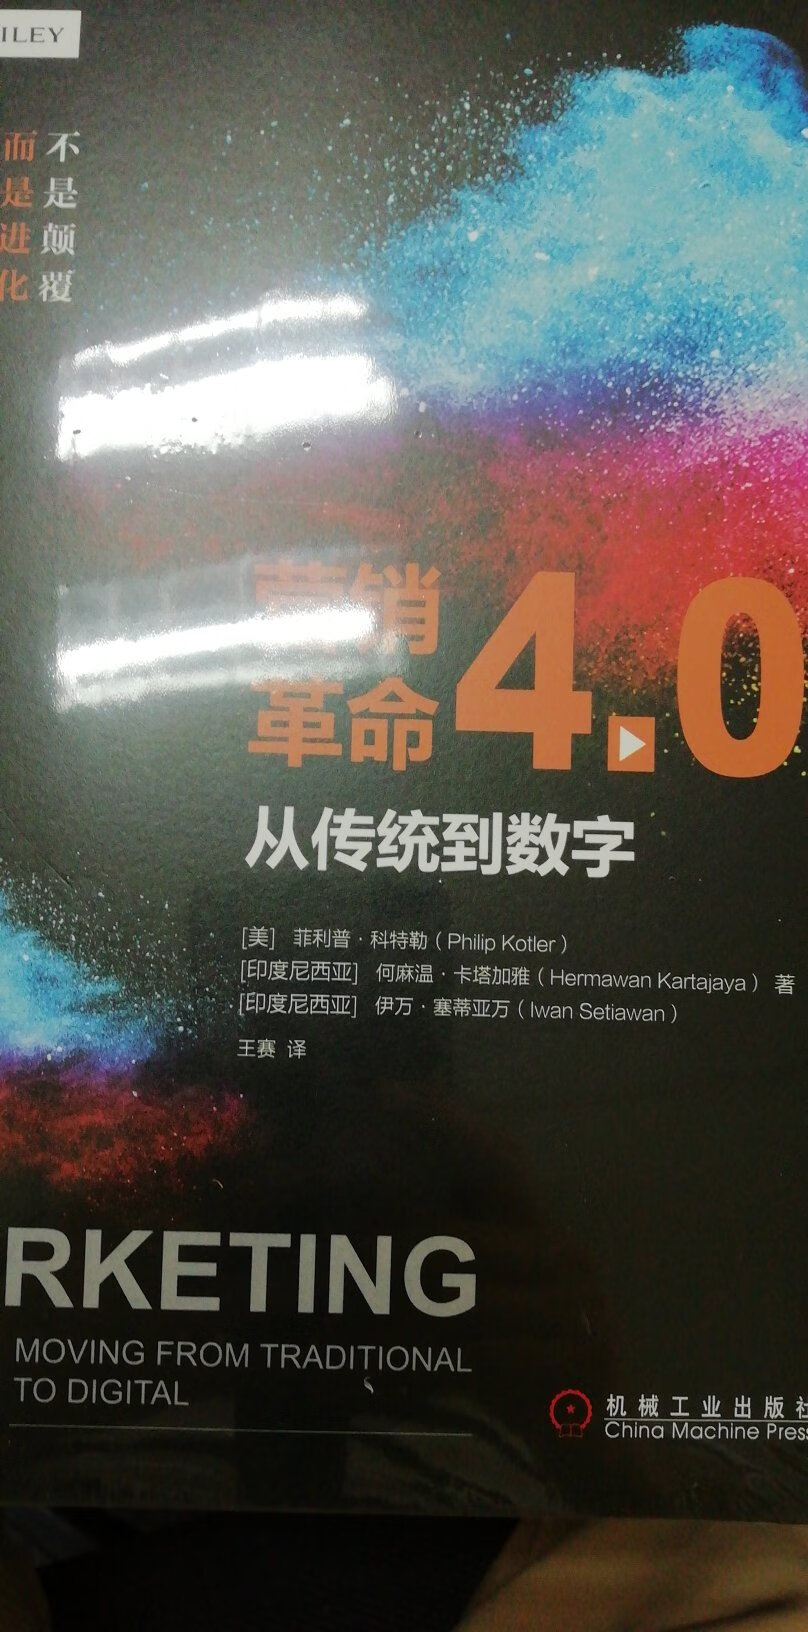 ILEY
不是颠覆
而是进化
营销
革命4.0
从传统到数字
[美] 菲利普·科特勒（Philip Kotler）
[印度尼西亚] 何麻温·卡塔加雅（Hermawan Kartajaya）著
[印度尼西亚] 伊万·塞蒂亚万（Iwan Setiawan）
王赛 译
RKETING
MOVING FROM TRADITIONAL
TO DIGITAL
机械工业出版社
China Machine Press